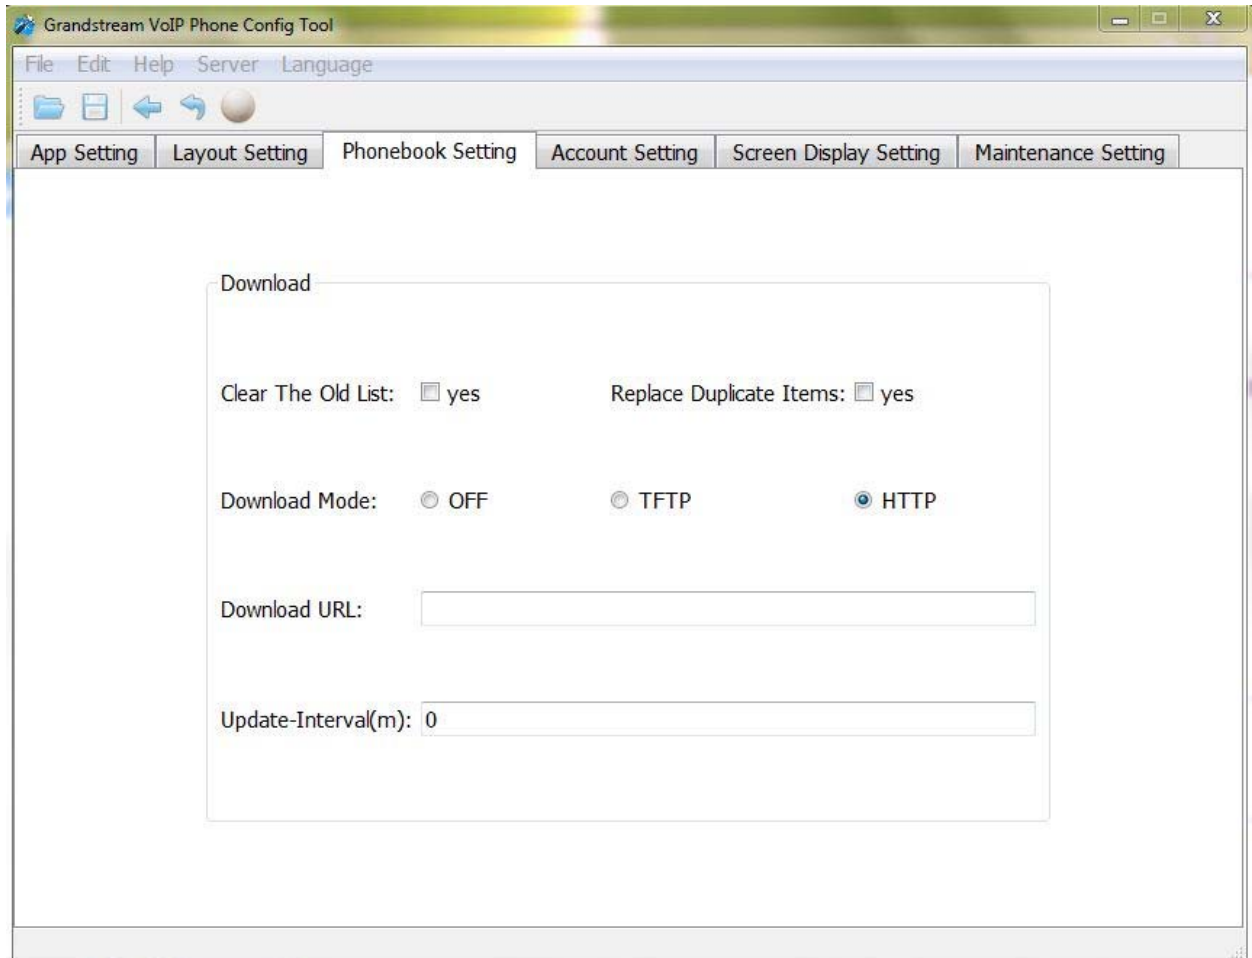 Grandstream VoIP Phone Config Tool
File Edit Help Server Language
App Setting Layout Setting Phonebook Setting Account Setting Screen Display Setting Maintenance Setting
Download
Clear The Old List: yes Replace Duplicate Items: yes
Download Mode: OFF TFTP HTTP
Download URL:
Update-Interval(m): 0